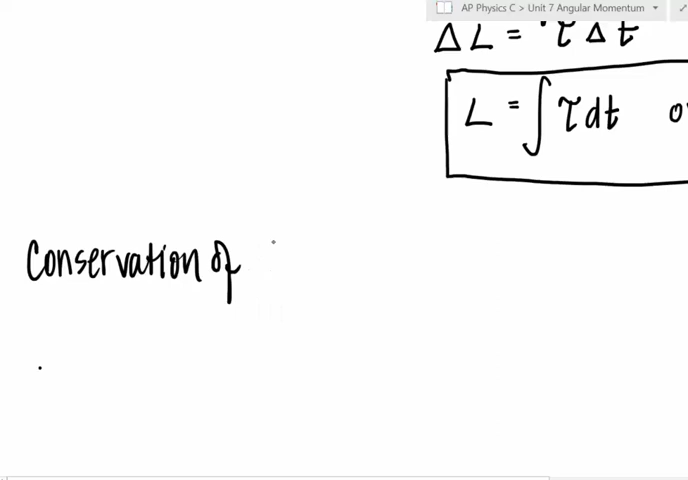 AP Physics C > Unit 7 Angular Momentum
ΔL = τΔt
L = ∫τdt
Conservation of